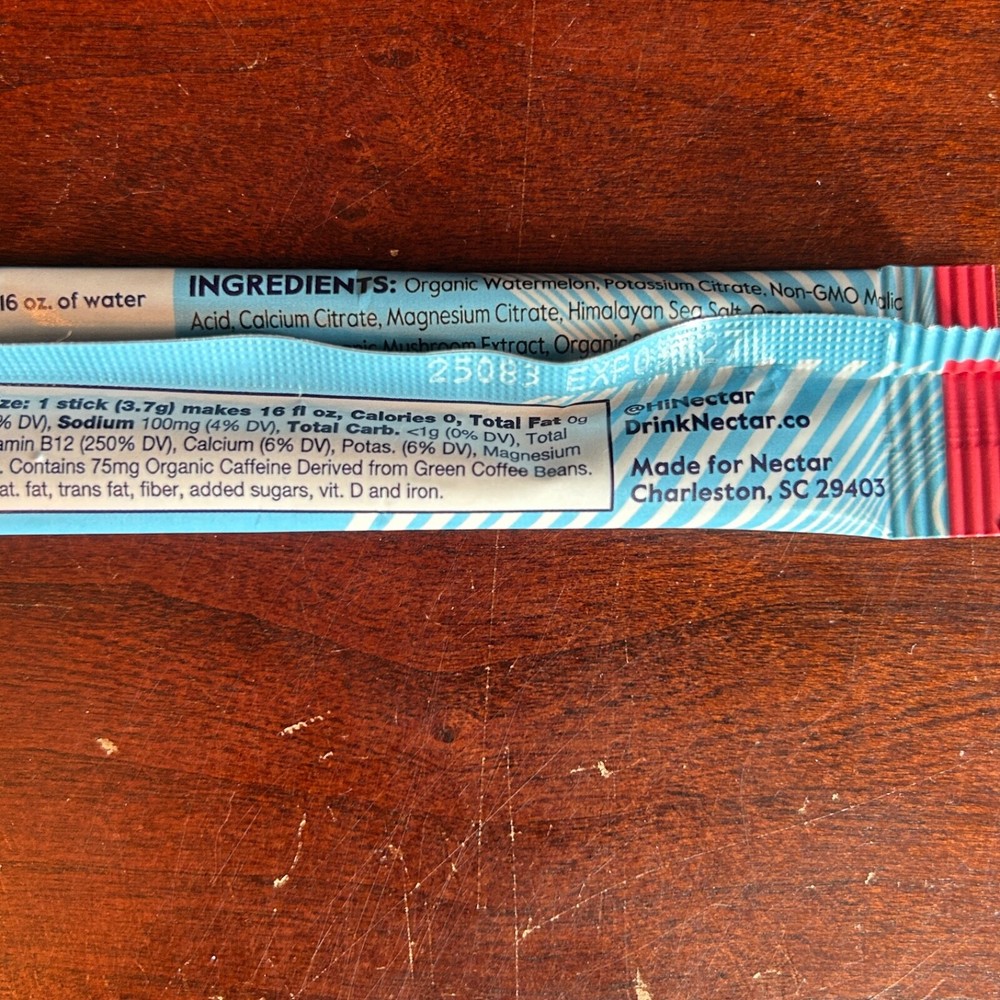 16 oz. of water
INGREDIENTS: Organic Watermelon, Potassium Citrate, Non-GMO Malic
Acid, Calcium Citrate, Magnesium Citrate, Himalayan Sea Salt,
Mushroom Extract, Organic
25083
ze: 1 stick (3.7g) makes 16 fl oz, Calories 0, Total Fat 0g
% DV), Sodium 100mg (4% DV), Total Carb. <1g (0% DV), Total
amin B12 (250% DV), Calcium (6% DV), Potas. (6% DV), Magnesium
. Contains 75mg Organic Caffeine Derived from Green Coffee Beans.
at. fat, trans fat, fiber, added sugars, vit. D and iron.
@HiNectar
DrinkNectar.co
Made for Nectar
Charleston, SC 29403